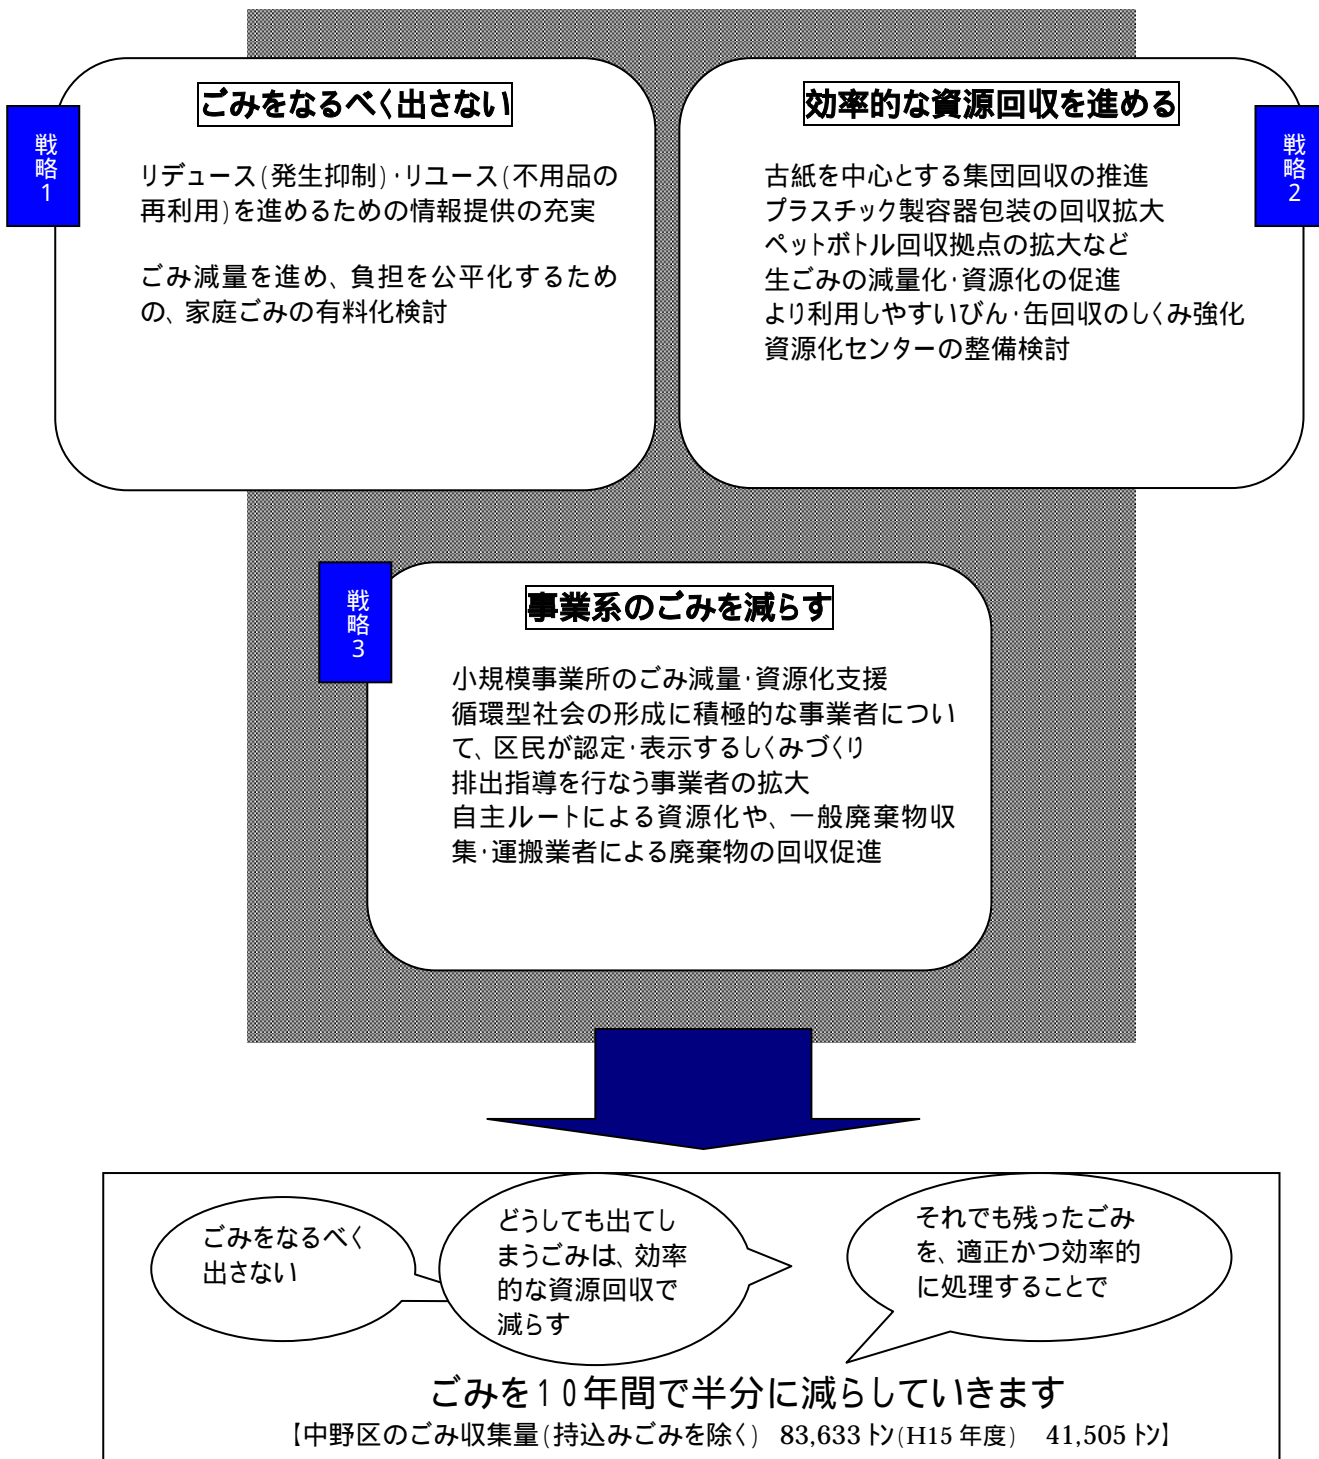 戦略1
ごみをなるべく出さない
リデュース(発生抑制)・リユース(不用品の
再利用)を進めるための情報提供の充実
ごみ減量を進め、負担を公平化するため
の、家庭ごみの有料化検討
戦略2
効率的な資源回収を進める
古紙を中心とする集団回収の推進
プラスチック製容器包装の回収拡大
ペットボトル回収拠点の拡大など
生ごみの減量化・資源化の促進
より利用しやすいびん・缶回収のしくみ強化
資源化センターの整備検討
戦略3
事業系のごみを減らす
小規模事業所のごみ減量・資源化支援
循環型社会の形成に積極的な事業者につい
て、区民が認定・表示するしくみづくり
排出指導を行なう事業者の拡大
自主ルートによる資源化や、一般廃棄物収
集・運搬業者による廃棄物の回収促進
ごみをなるべく
出さない
どうしても出てし
まうごみは、効率
的な資源回収で
減らす
それでも残ったごみ
を、適正かつ効率的
に処理することで
ごみを10年間で半分に減らしていきます
【中野区のごみ収集量(持込みごみを除く) 83,633トン(H15年度) 41,505トン】